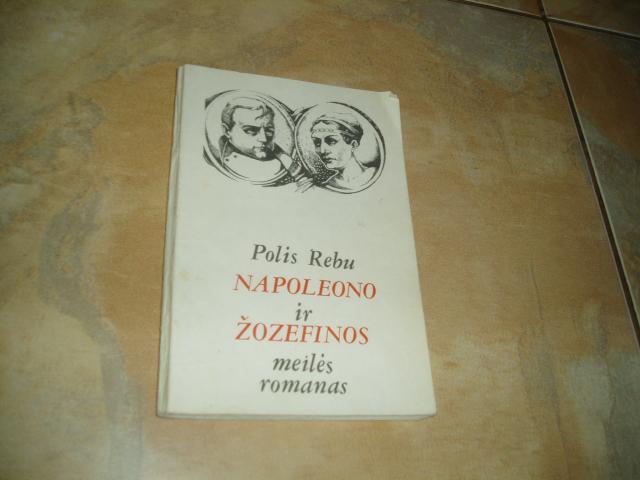 Polis Rebu
NAPOLEONO
ir
ŽOZEFINOS
meilės
romanas